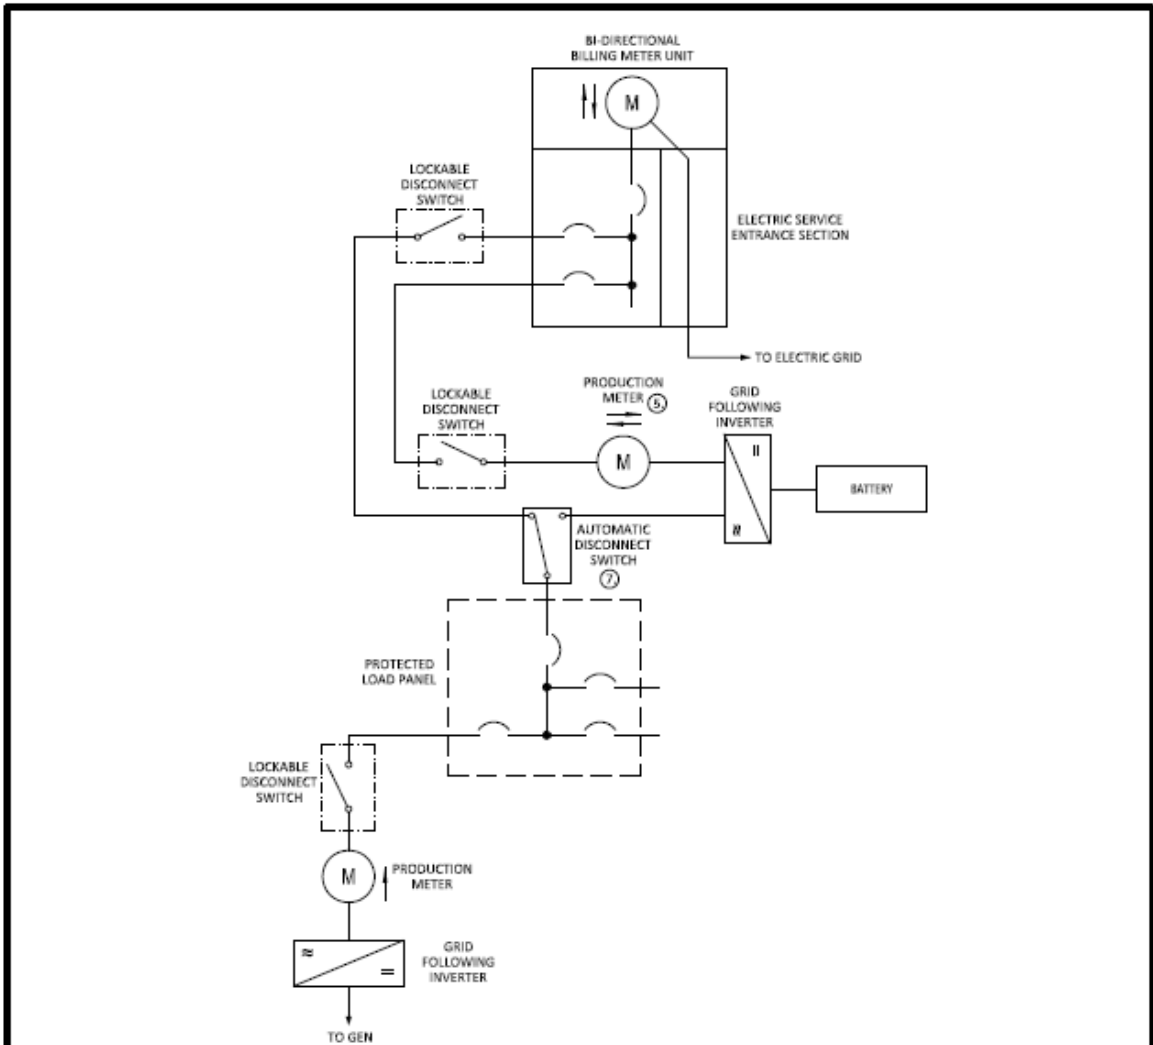 BI-DIRECTIONAL
BILLING METER UNIT
M
LOCKABLE
DISCONNECT
SWITCH
ELECTRIC SERVICE
ENTRANCE SECTION
TO ELECTRIC GRID
PRODUCTION
METER 5.
M
LOCKABLE
DISCONNECT
SWITCH
GRID
FOLLOWING
INVERTER
BATTERY
AUTOMATIC
DISCONNECT
SWITCH
7.
PROTECTED
LOAD PANEL
LOCKABLE
DISCONNECT
SWITCH
M
PRODUCTION
METER
GRID
FOLLOWING
INVERTER
TO GEN